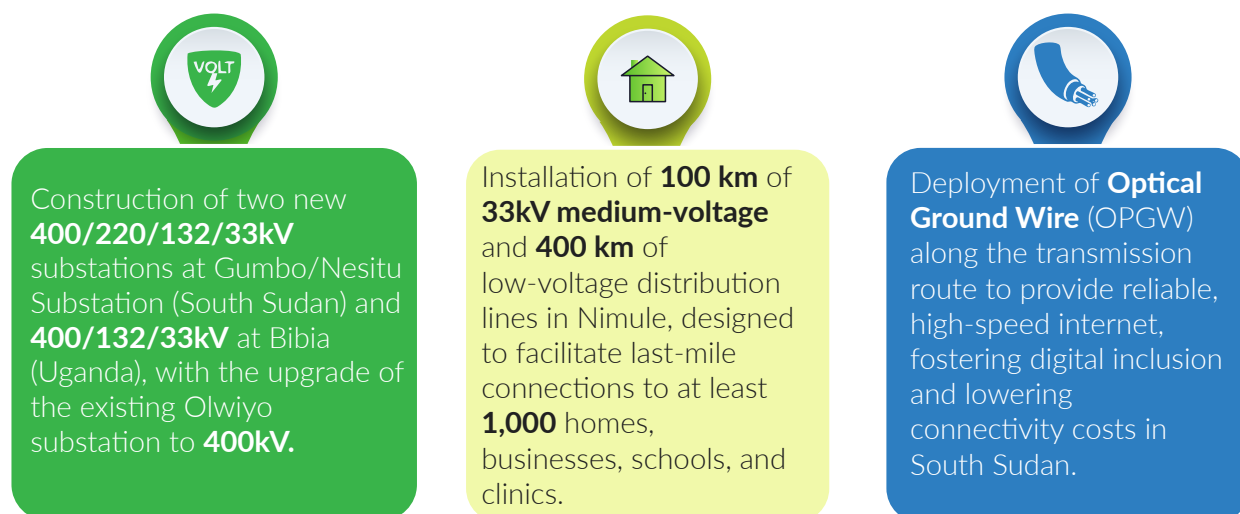 VOLT
Construction of two new
400/220/132/33kV
substations at Gumbo/Nesitu
Substation (South Sudan) and
400/132/33kV at Bibia
(Uganda), with the upgrade of
the existing Olwiyo
substation to 400kV.
Installation of 100 km of
33kV medium-voltage
and 400 km of
low-voltage distribution
lines in Nimule, designed
to facilitate last-mile
connections to at least
1,000 homes,
businesses, schools, and
clinics.
Deployment of Optical
Ground Wire (OPGW)
along the transmission
route to provide reliable,
high-speed internet,
fostering digital inclusion
and lowering
connectivity costs in
South Sudan.